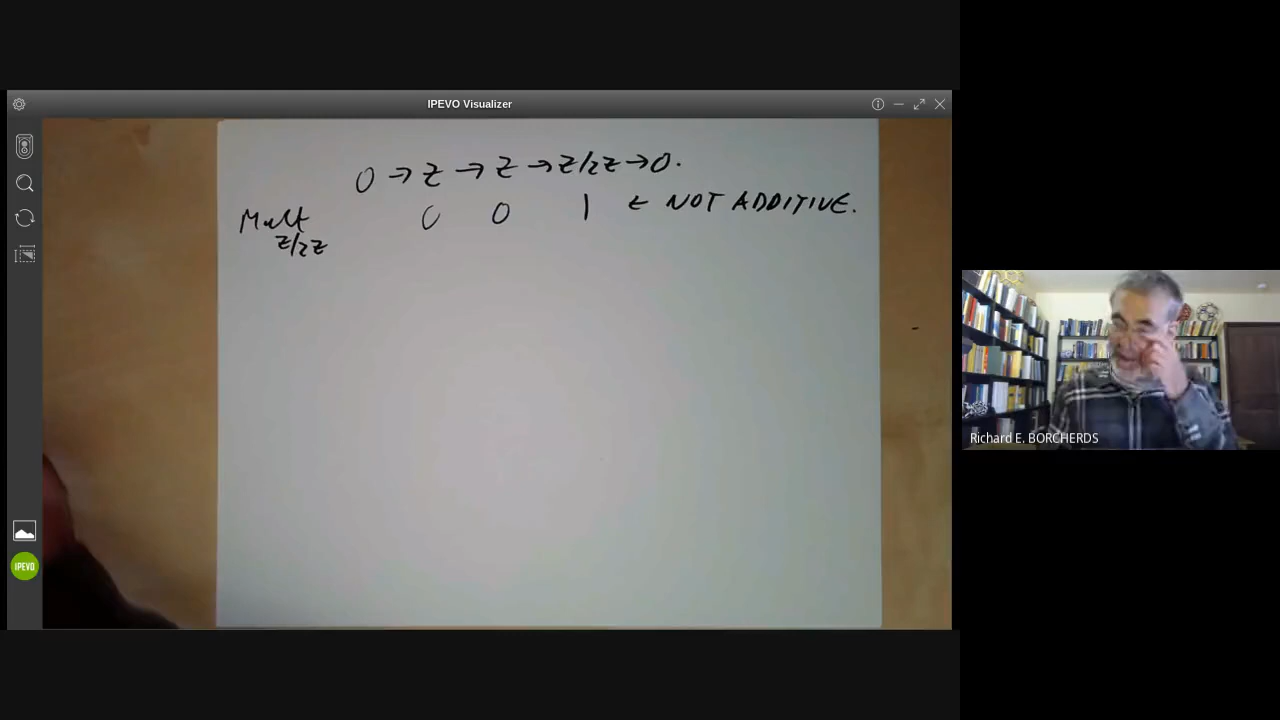 IPEVO Visualizer
0 → Z → Z → Z/2Z → 0.
Mult 0 0 1 ← NOT ADDITIVE.
Z/2Z
Richard E. BORCHERDS
IPEVO